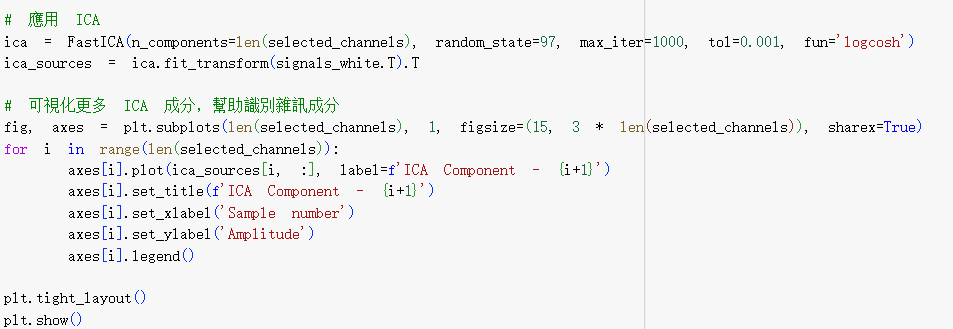 # 應用 ICA
ica = FastICA(n_components=len(selected_channels), random_state=97, max_iter=1000, tol=0.001, fun='logcosh')
ica_sources = ica.fit_transform(signals_white.T).T

# 可視化更多 ICA 成分，幫助識別雜訊成分
fig, axes = plt.subplots(len(selected_channels), 1, figsize=(15, 3 * len(selected_channels)), sharex=True)
for i in range(len(selected_channels)):
    axes[i].plot(ica_sources[i, :], label=f'ICA Component - {i+1}')
    axes[i].set_title(f'ICA Component - {i+1}')
    axes[i].set_xlabel('Sample number')
    axes[i].set_ylabel('Amplitude')
    axes[i].legend()

plt.tight_layout()
plt.show()